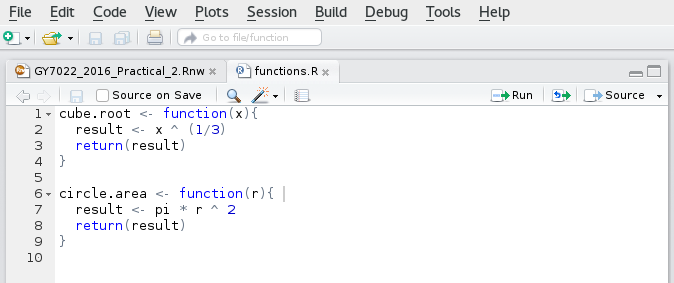 File Edit Code View Plots Session Build Debug Tools Help
Go to file/function
GY7022_2016_Practical_2.Rnw functions.R
Source on Save Run Source
1 cube.root <- function(x){
2 result <- x ^ (1/3)
3 return(result)
4 }
5
6 circle.area <- function(r){
7 result <- pi * r ^ 2
8 return(result)
9 }
10